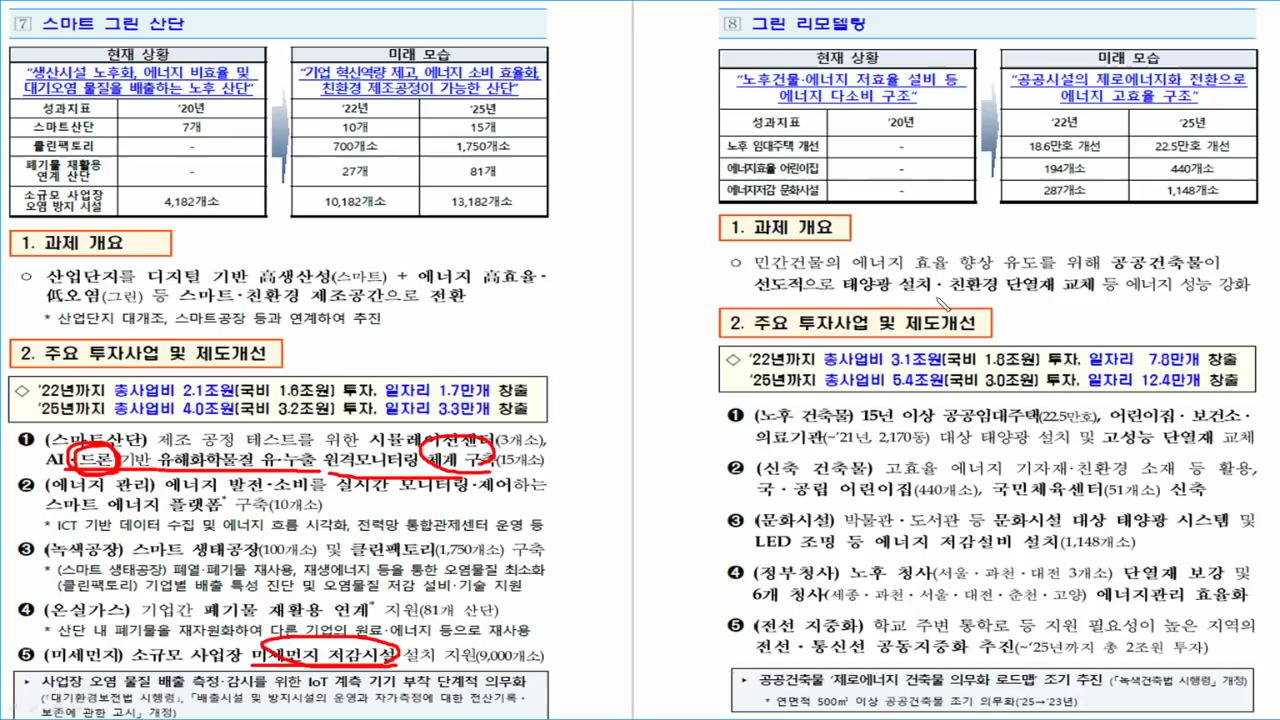 7 스마트 그린 산단
현재 상황 미래 모습
"생산시설 노후화, 에너지 비효율 및 대기오염 물질을 배출하는 노후 산단" "기업 혁신역량 제고, 에너지 소비 효율화, 친환경 제조공정이 가능한 산단"
성과지표 '20년 '22년 '25년
스마트산단 7개 10개 15개
클린팩토리 - 700개소 1,750개소
폐기물 재활용 연계 산단 - 27개 81개
소규모 사업장 오염 방지 시설 4,182개소 10,182개소 13,182개소
1. 과제 개요
○ 산업단지를 디지털 기반 高생산성(스마트) + 에너지 高효율·
低오염(그린) 등 스마트·친환경 제조공간으로 전환
* 산업단지 대개조, 스마트공장 등과 연계하여 추진
2. 주요 투자사업 및 제도개선
◇ '22년까지 총사업비 2.1조원(국비 1.6조원) 투자, 일자리 1.7만개 창출
'25년까지 총사업비 4.0조원(국비 3.2조원) 투자, 일자리 3.3만개 창출
❶ (스마트산단) 제조 공정 테스트를 위한 시뮬레이션센터(3개소),
AI·드론 기반 유해화학물질 유·누출 원격모니터링 체계 구축(15개소)
❷ (에너지 관리) 에너지 발전·소비를 실시간 모니터링·제어하는
스마트 에너지 플랫폼* 구축(10개소)
* ICT 기반 데이터 수집 및 에너지 흐름 시각화, 전력망 통합관제센터 운영 등
❸ (녹색공장) 스마트 생태공장(100개소) 및 클린팩토리(1,750개소) 구축
* (스마트 생태공장) 폐열·폐기물 재사용, 재생에너지 등을 통한 오염물질 최소화
(클린팩토리) 기업별 배출 특성 진단 및 오염물질 저감 설비·기술 지원
❹ (온실가스) 기업간 폐기물 재활용 연계* 지원(81개 산단)
* 산단 내 폐기물을 재자원화하여 다른 기업의 원료·에너지 등으로 재사용
❺ (미세먼지) 소규모 사업장 미세먼지 저감시설 설치 지원(9,000개소)
‣ 사업장 오염 물질 배출 측정·감시를 위한 IoT 계측 기기 부착 단계적 의무화
(「대기환경보전법 시행령」, 「배출시설 및 방지시설의 운영과 자가측정에 대한 전산기록·
보존에 관한 고시」 개정)
8 그린 리모델링
현재 상황 미래 모습
"노후건물·에너지 저효율 설비 등 에너지 다소비 구조" "공공시설의 제로에너지화 전환으로 에너지 고효율 구조"
성과지표 '20년 '22년 '25년
노후 임대주택 개선 - 18.6만호 개선 22.5만호 개선
에너지효율 어린이집 - 194개소 440개소
에너지저감 문화시설 - 287개소 1,148개소
1. 과제 개요
○ 민간건물의 에너지 효율 향상 유도를 위해 공공건축물이
선도적으로 태양광 설치· 친환경 단열재 교체 등 에너지 성능 강화
2. 주요 투자사업 및 제도개선
◇ '22년까지 총사업비 3.1조원(국비 1.8조원) 투자, 일자리 7.8만개 창출
'25년까지 총사업비 5.4조원(국비 3.0조원) 투자, 일자리 12.4만개 창출
❶ (노후 건축물) 15년 이상 공공임대주택(22.5만호), 어린이집·보건소·
의료기관(~'21년, 2,170동) 대상 태양광 설치 및 고성능 단열재 교체
❷ (신축 건축물) 고효율 에너지 기자재·친환경 소재 등 활용,
국·공립 어린이집(440개소), 국민체육센터(51개소) 신축
❸ (문화시설) 박물관·도서관 등 문화시설 대상 태양광 시스템 및
LED 조명 등 에너지 저감설비 설치(1,148개소)
❹ (정부청사) 노후 청사(서울·과천·대전 3개소) 단열재 보강 및
6개 청사(세종·과천·서울·대전·춘천·고양) 에너지관리 효율화
❺ (전선 지중화) 학교 주변 통학로 등 지원 필요성이 높은 지역의
전선·통신선 공동지중화 추진(~'25년까지 총 2조원 투자)
‣ 공공건축물 '제로에너지 건축물 의무화 로드맵' 조기 추진 (「녹색건축법 시행령」 개정)
* 연면적 500㎡ 이상 공공건축물 조기 의무화('25→'23년)